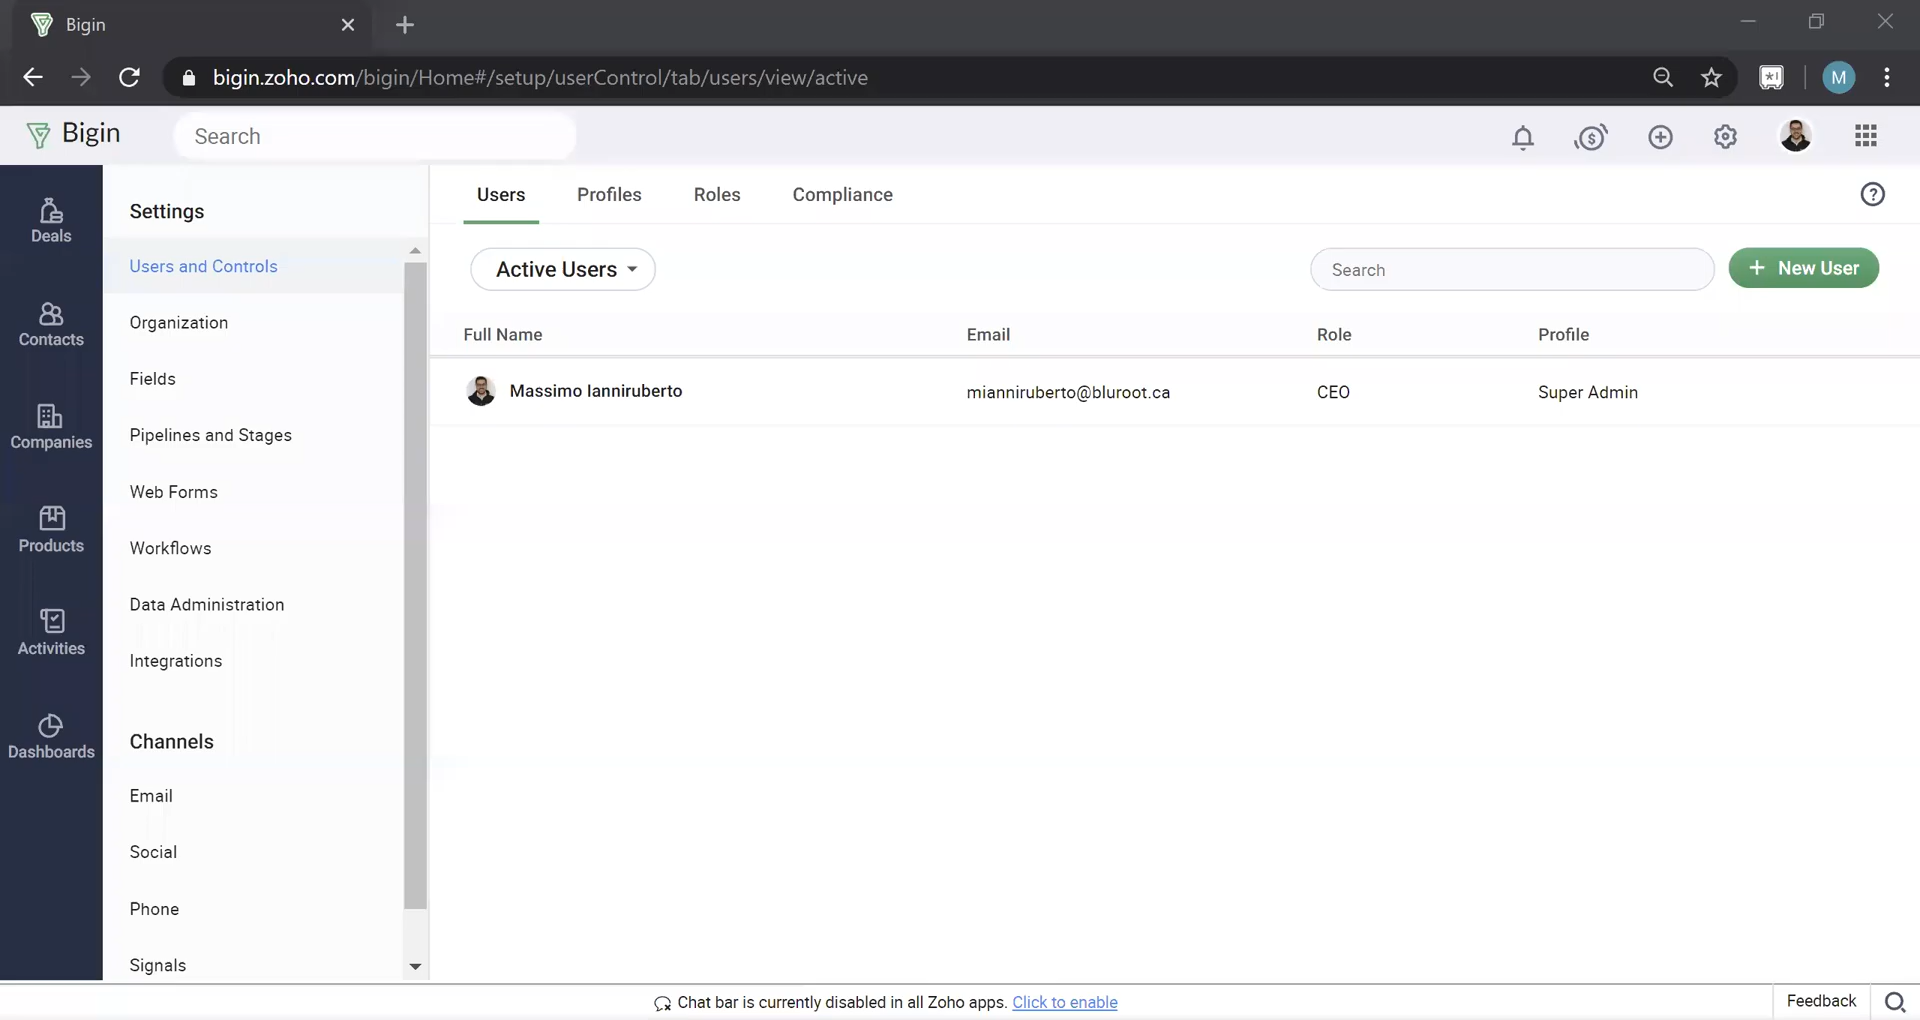 Bigin
bigin.zoho.com/bigin/Home#/setup/userControl/tab/users/view/active
M
Bigin
Search
Deals
Contacts
Companies
Products
Activities
Dashboards
Settings
Users and Controls
Organization
Fields
Pipelines and Stages
Web Forms
Workflows
Data Administration
Integrations
Channels
Email
Social
Phone
Signals
Users Profiles Roles Compliance
Active Users
Search
New User
Full Name Email Role Profile
Massimo Ianniruberto mianniruberto@bluroot.ca CEO Super Admin
Chat bar is currently disabled in all Zoho apps. Click to enable
Feedback